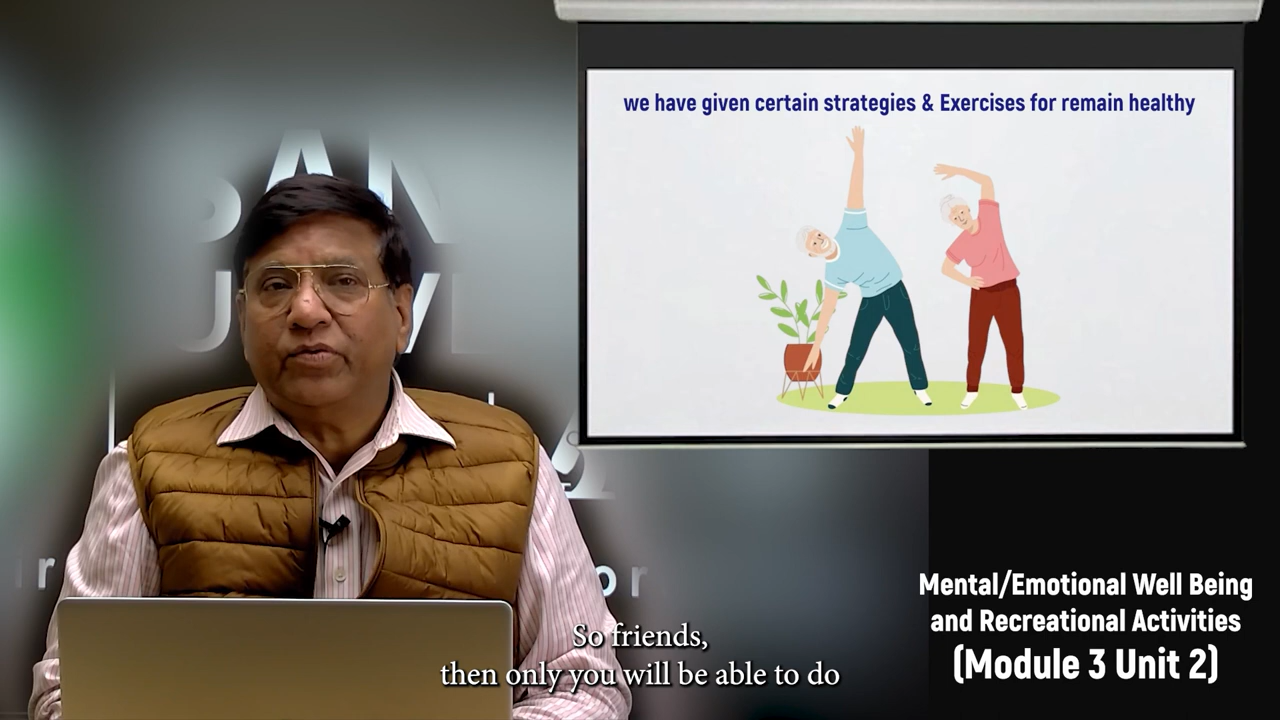 we have given certain strategies & Exercises for remain healthy
Mental/Emotional Well Being
and Recreational Activities
(Module 3 Unit 2)
So friends,
then only you will be able to do